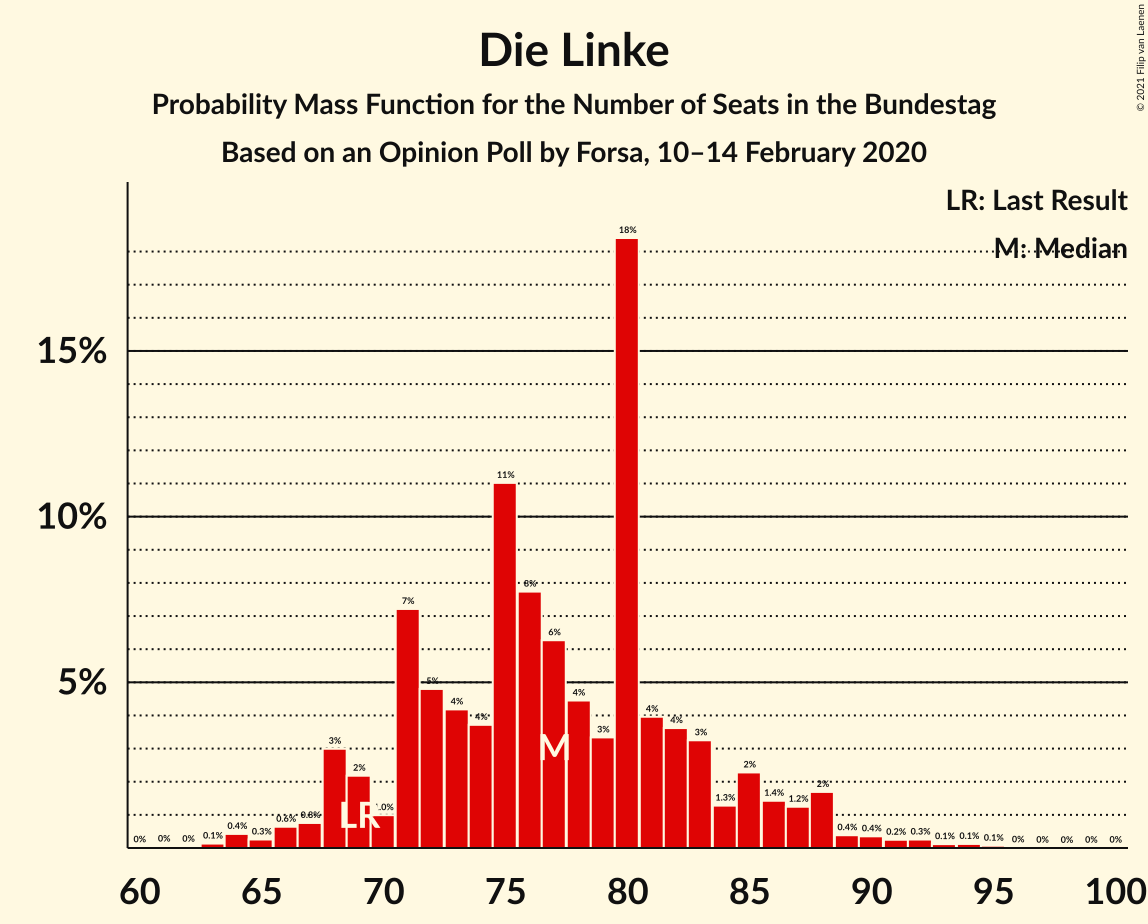 Die Linke
Probability Mass Function for the Number of Seats in the Bundestag
Based on an Opinion Poll by Forsa, 10–14 February 2020
© 2021 Filip van Laenen
LR: Last Result
M: Median
15%
10%
5%
0% 0% 0% 0.1% 0.4% 0.3% 0.6% 0.8% 3% 2% 1.0% 7% 5% 4% 4% 11% 8% 6% 4% 3% 18% 4% 4% 3% 1.3% 2% 1.4% 1.2% 2% 0.4% 0.4% 0.2% 0.3% 0.1% 0.1% 0.1% 0% 0% 0% 0% 0%
LR
M
60 65 70 75 80 85 90 95 100